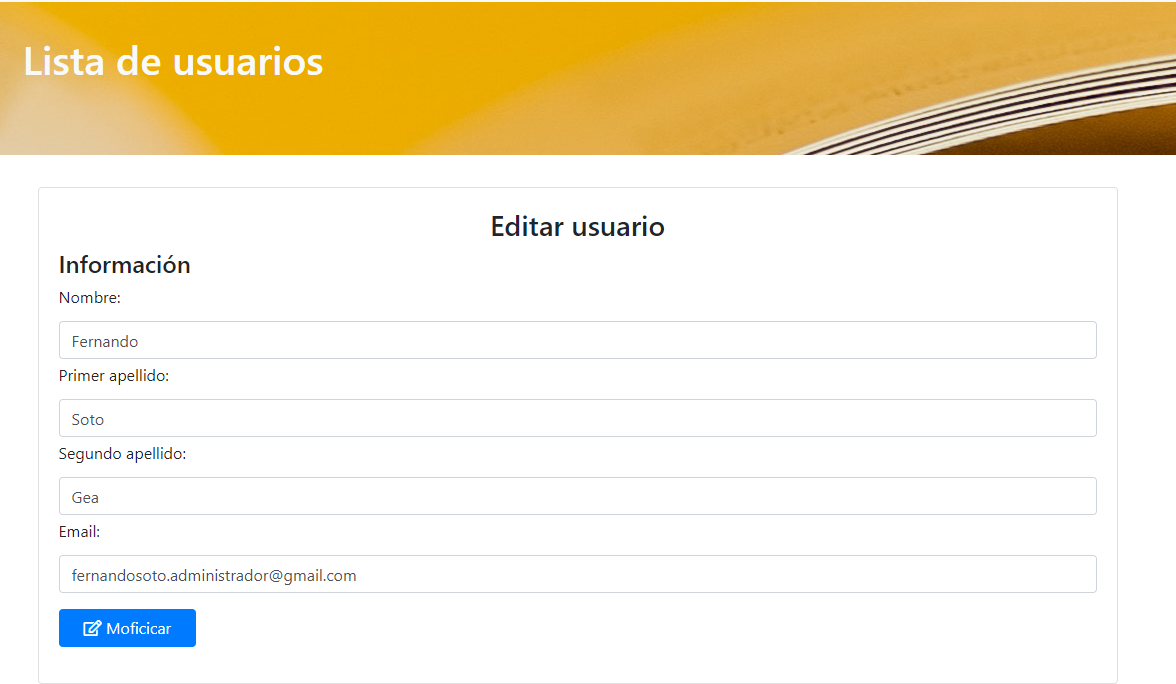 Lista de usuarios
Editar usuario
Información
Nombre:
Fernando
Primer apellido:
Soto
Segundo apellido:
Gea
Email:
fernandosoto.administrador@gmail.com
Moficicar